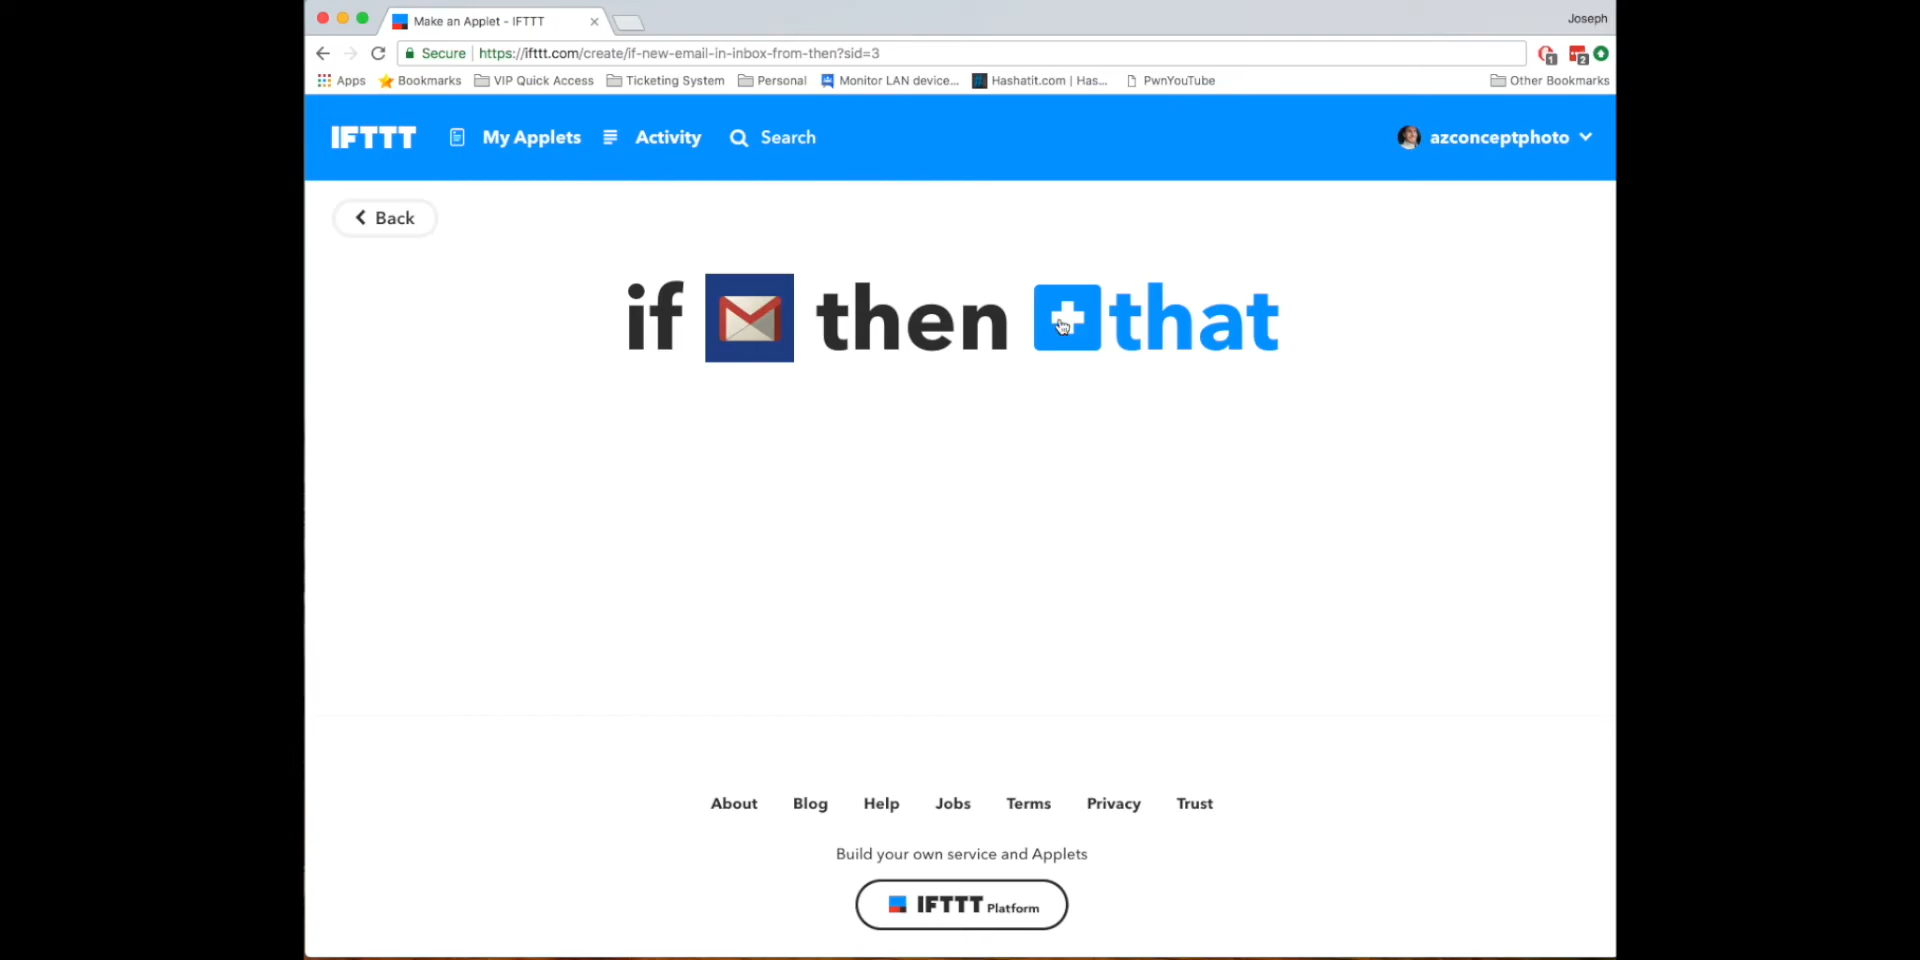 Make an Applet - IFTTT
Joseph
Secure https://ifttt.com/create/if-new-email-in-inbox-from-then?sid=3
1
2
Apps Bookmarks VIP Quick Access Ticketing System Personal Monitor LAN device... Hashatit.com | Has... PwnYouTube Other Bookmarks
IFTTT My Applets Activity Search azconceptphoto
Back
if then that
About Blog Help Jobs Terms Privacy Trust
Build your own service and Applets
IFTTT Platform